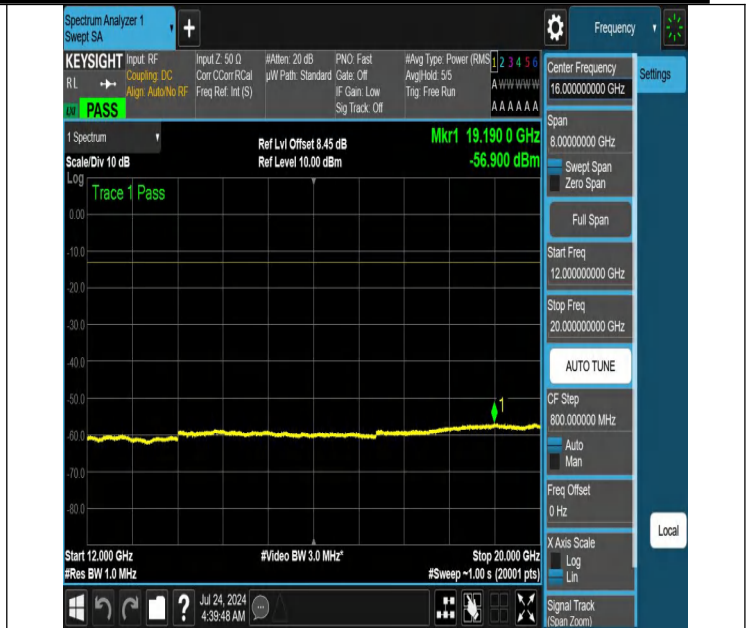 Spectrum Analyzer 1
Swept SA
+
Frequency
KEYSIGHT
RL
PASS
Input: RF
Coupling: DC
Align: Auto/No RF
Input Z: 50 Ω
Corr CCorr RCal
Freq Ref: Int (S)
#Atten: 20 dB
µW Path: Standard
PNO: Fast
Gate: Off
IF Gain: Low
Sig Track: Off
#Avg Type: Power (RMS
Avg|Hold: 5/5
Trig: Free Run
1 2 3 4 5 6
A W W W W W
A A A A A A
1 Spectrum
Scale/Div 10 dB
Ref Lvl Offset 8.45 dB
Ref Level 10.00 dBm
Mkr1 19.190 0 GHz
-56.900 dBm
Log
Trace 1 Pass
0.00
-10.0
-20.0
-30.0
-40.0
-50.0
-60.0
-70.0
-80.0
1
Start 12.000 GHz
#Res BW 1.0 MHz
#Video BW 3.0 MHz*
Stop 20.000 GHz
#Sweep ~1.00 s (20001 pts)
?
Jul 24, 2024
4:39:48 AM
Center Frequency
16.000000000 GHz
Settings
Span
8.00000000 GHz
Swept Span
Zero Span
Full Span
Start Freq
12.000000000 GHz
Stop Freq
20.000000000 GHz
AUTO TUNE
CF Step
800.000000 MHz
Auto
Man
Freq Offset
0 Hz
X Axis Scale
Log
Lin
Local
Signal Track
(Span Zoom)